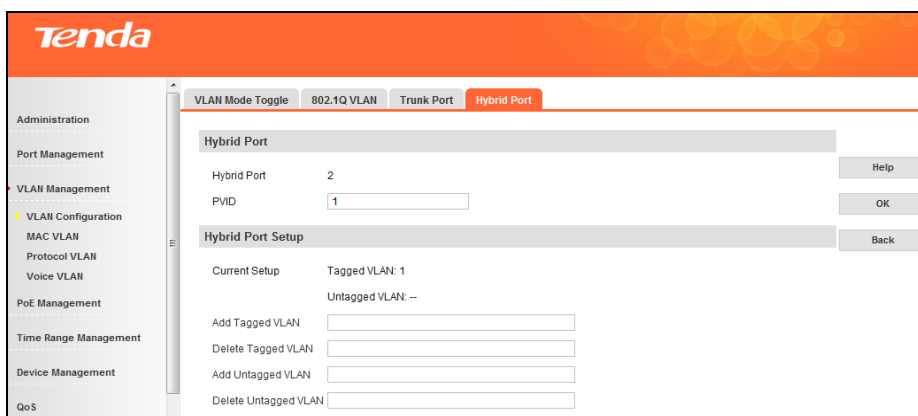 Tenda
VLAN Mode Toggle 802.1Q VLAN Trunk Port Hybrid Port
Administration
Port Management
VLAN Management
VLAN Configuration
MAC VLAN
Protocol VLAN
Voice VLAN
PoE Management
Time Range Management
Device Management
QoS
Hybrid Port
Hybrid Port 2
PVID 1
Hybrid Port Setup
Current Setup Tagged VLAN: 1
Untagged VLAN: --
Add Tagged VLAN
Delete Tagged VLAN
Add Untagged VLAN
Delete Untagged VLAN
Help
OK
Back